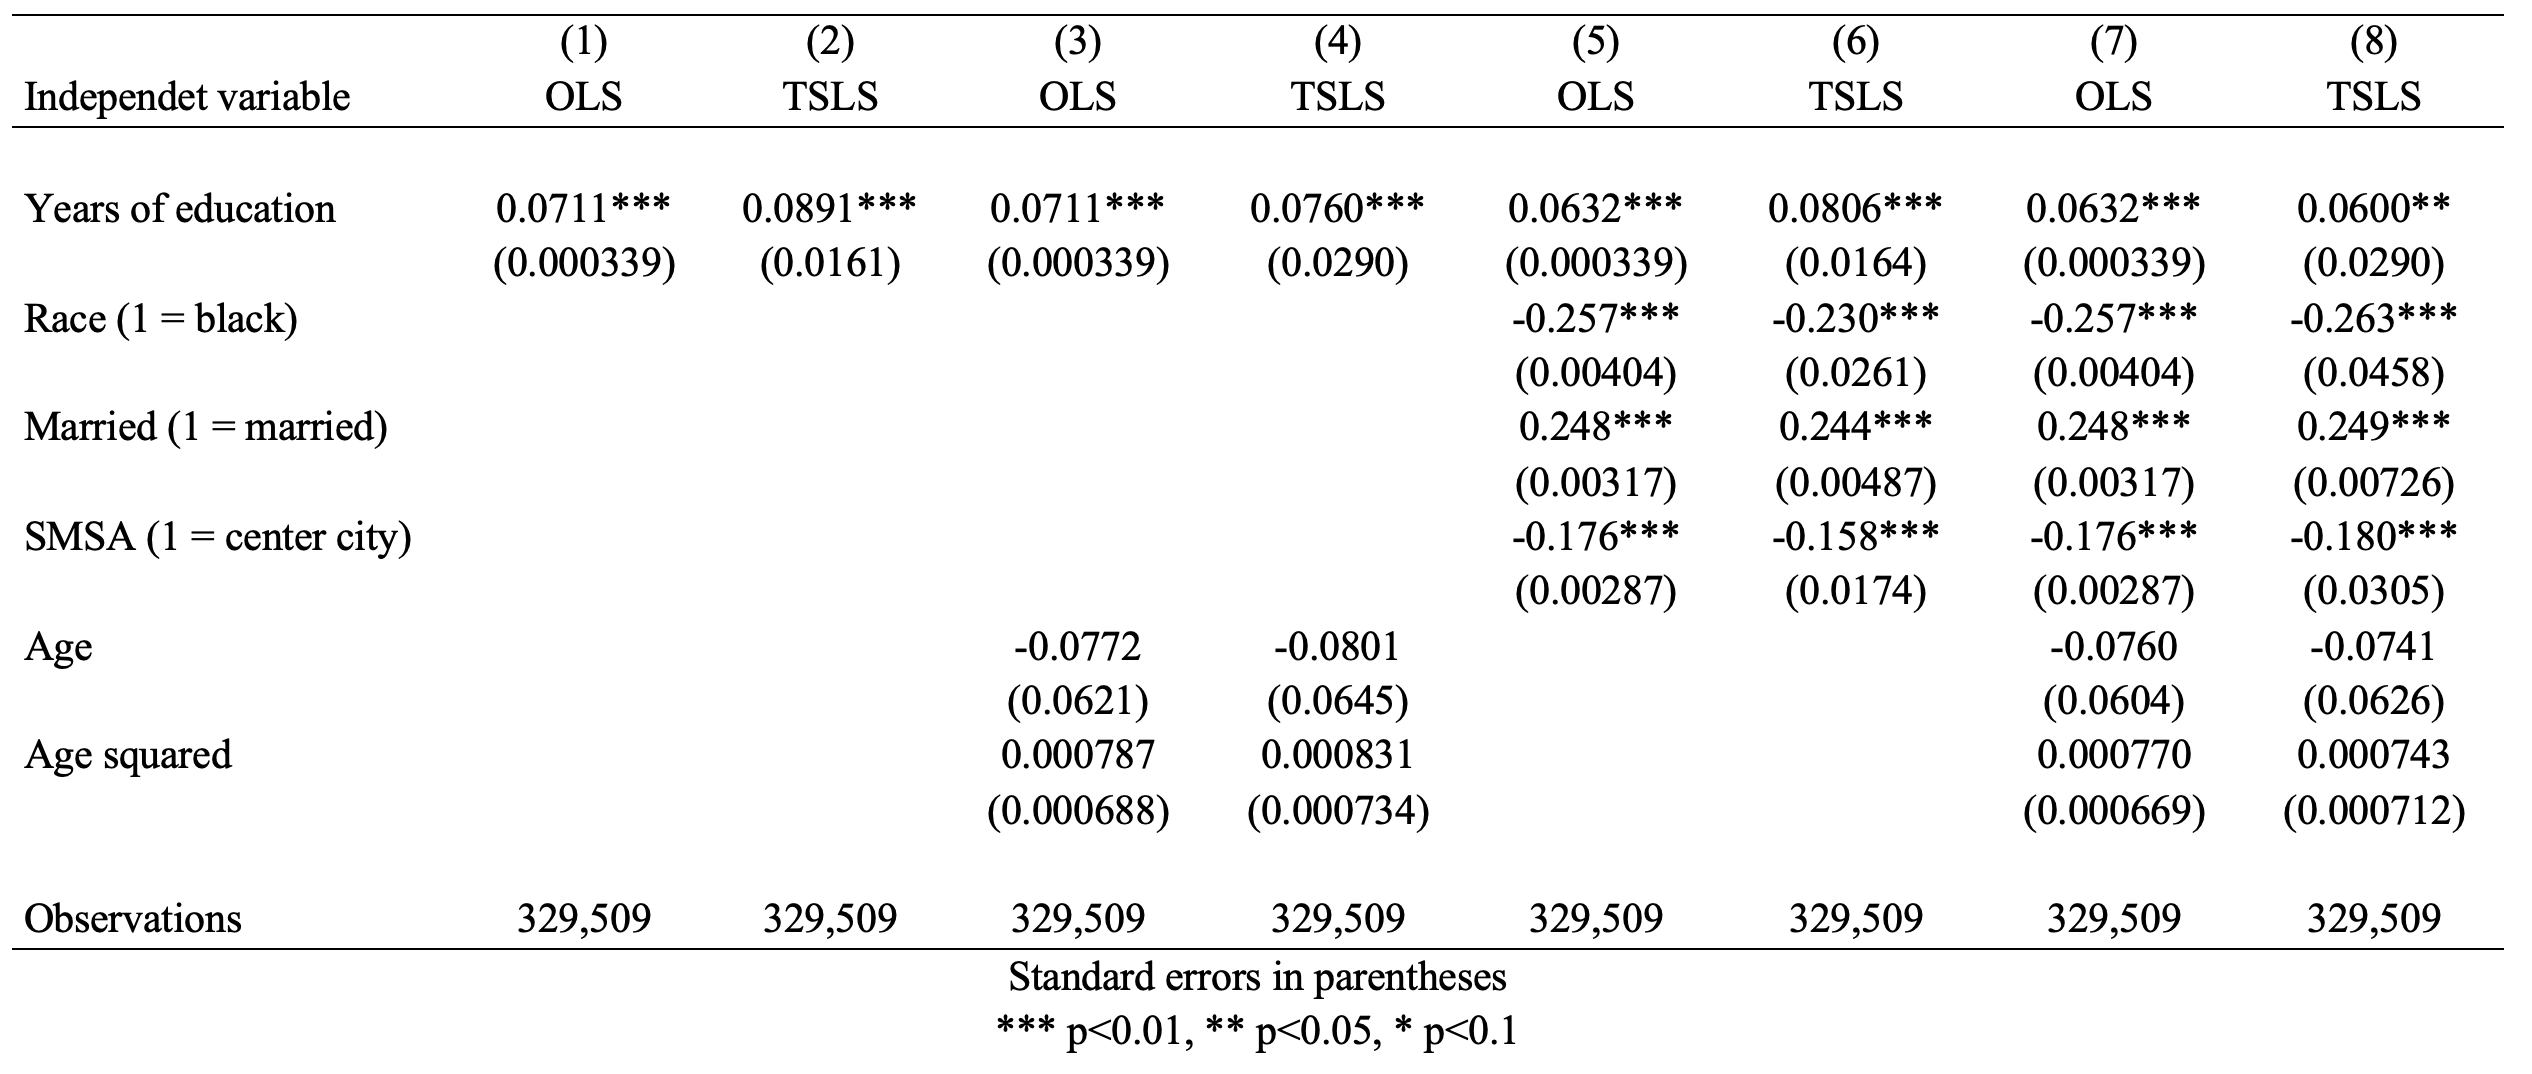 (1) (2) (3) (4) (5) (6) (7) (8)
Independet variable OLS TSLS OLS TSLS OLS TSLS OLS TSLS
Years of education 0.0711*** 0.0891*** 0.0711*** 0.0760*** 0.0632*** 0.0806*** 0.0632*** 0.0600**
(0.000339) (0.0161) (0.000339) (0.0290) (0.000339) (0.0164) (0.000339) (0.0290)
Race (1 = black) -0.257*** -0.230*** -0.257*** -0.263***
(0.00404) (0.0261) (0.00404) (0.0458)
Married (1 = married) 0.248*** 0.244*** 0.248*** 0.249***
(0.00317) (0.00487) (0.00317) (0.00726)
SMSA (1 = center city) -0.176*** -0.158*** -0.176*** -0.180***
(0.00287) (0.0174) (0.00287) (0.0305)
Age -0.0772 -0.0801 -0.0760 -0.0741
(0.0621) (0.0645) (0.0604) (0.0626)
Age squared 0.000787 0.000831 0.000770 0.000743
(0.000688) (0.000734) (0.000669) (0.000712)
Observations 329,509 329,509 329,509 329,509 329,509 329,509 329,509 329,509
Standard errors in parentheses
*** p<0.01, ** p<0.05, * p<0.1